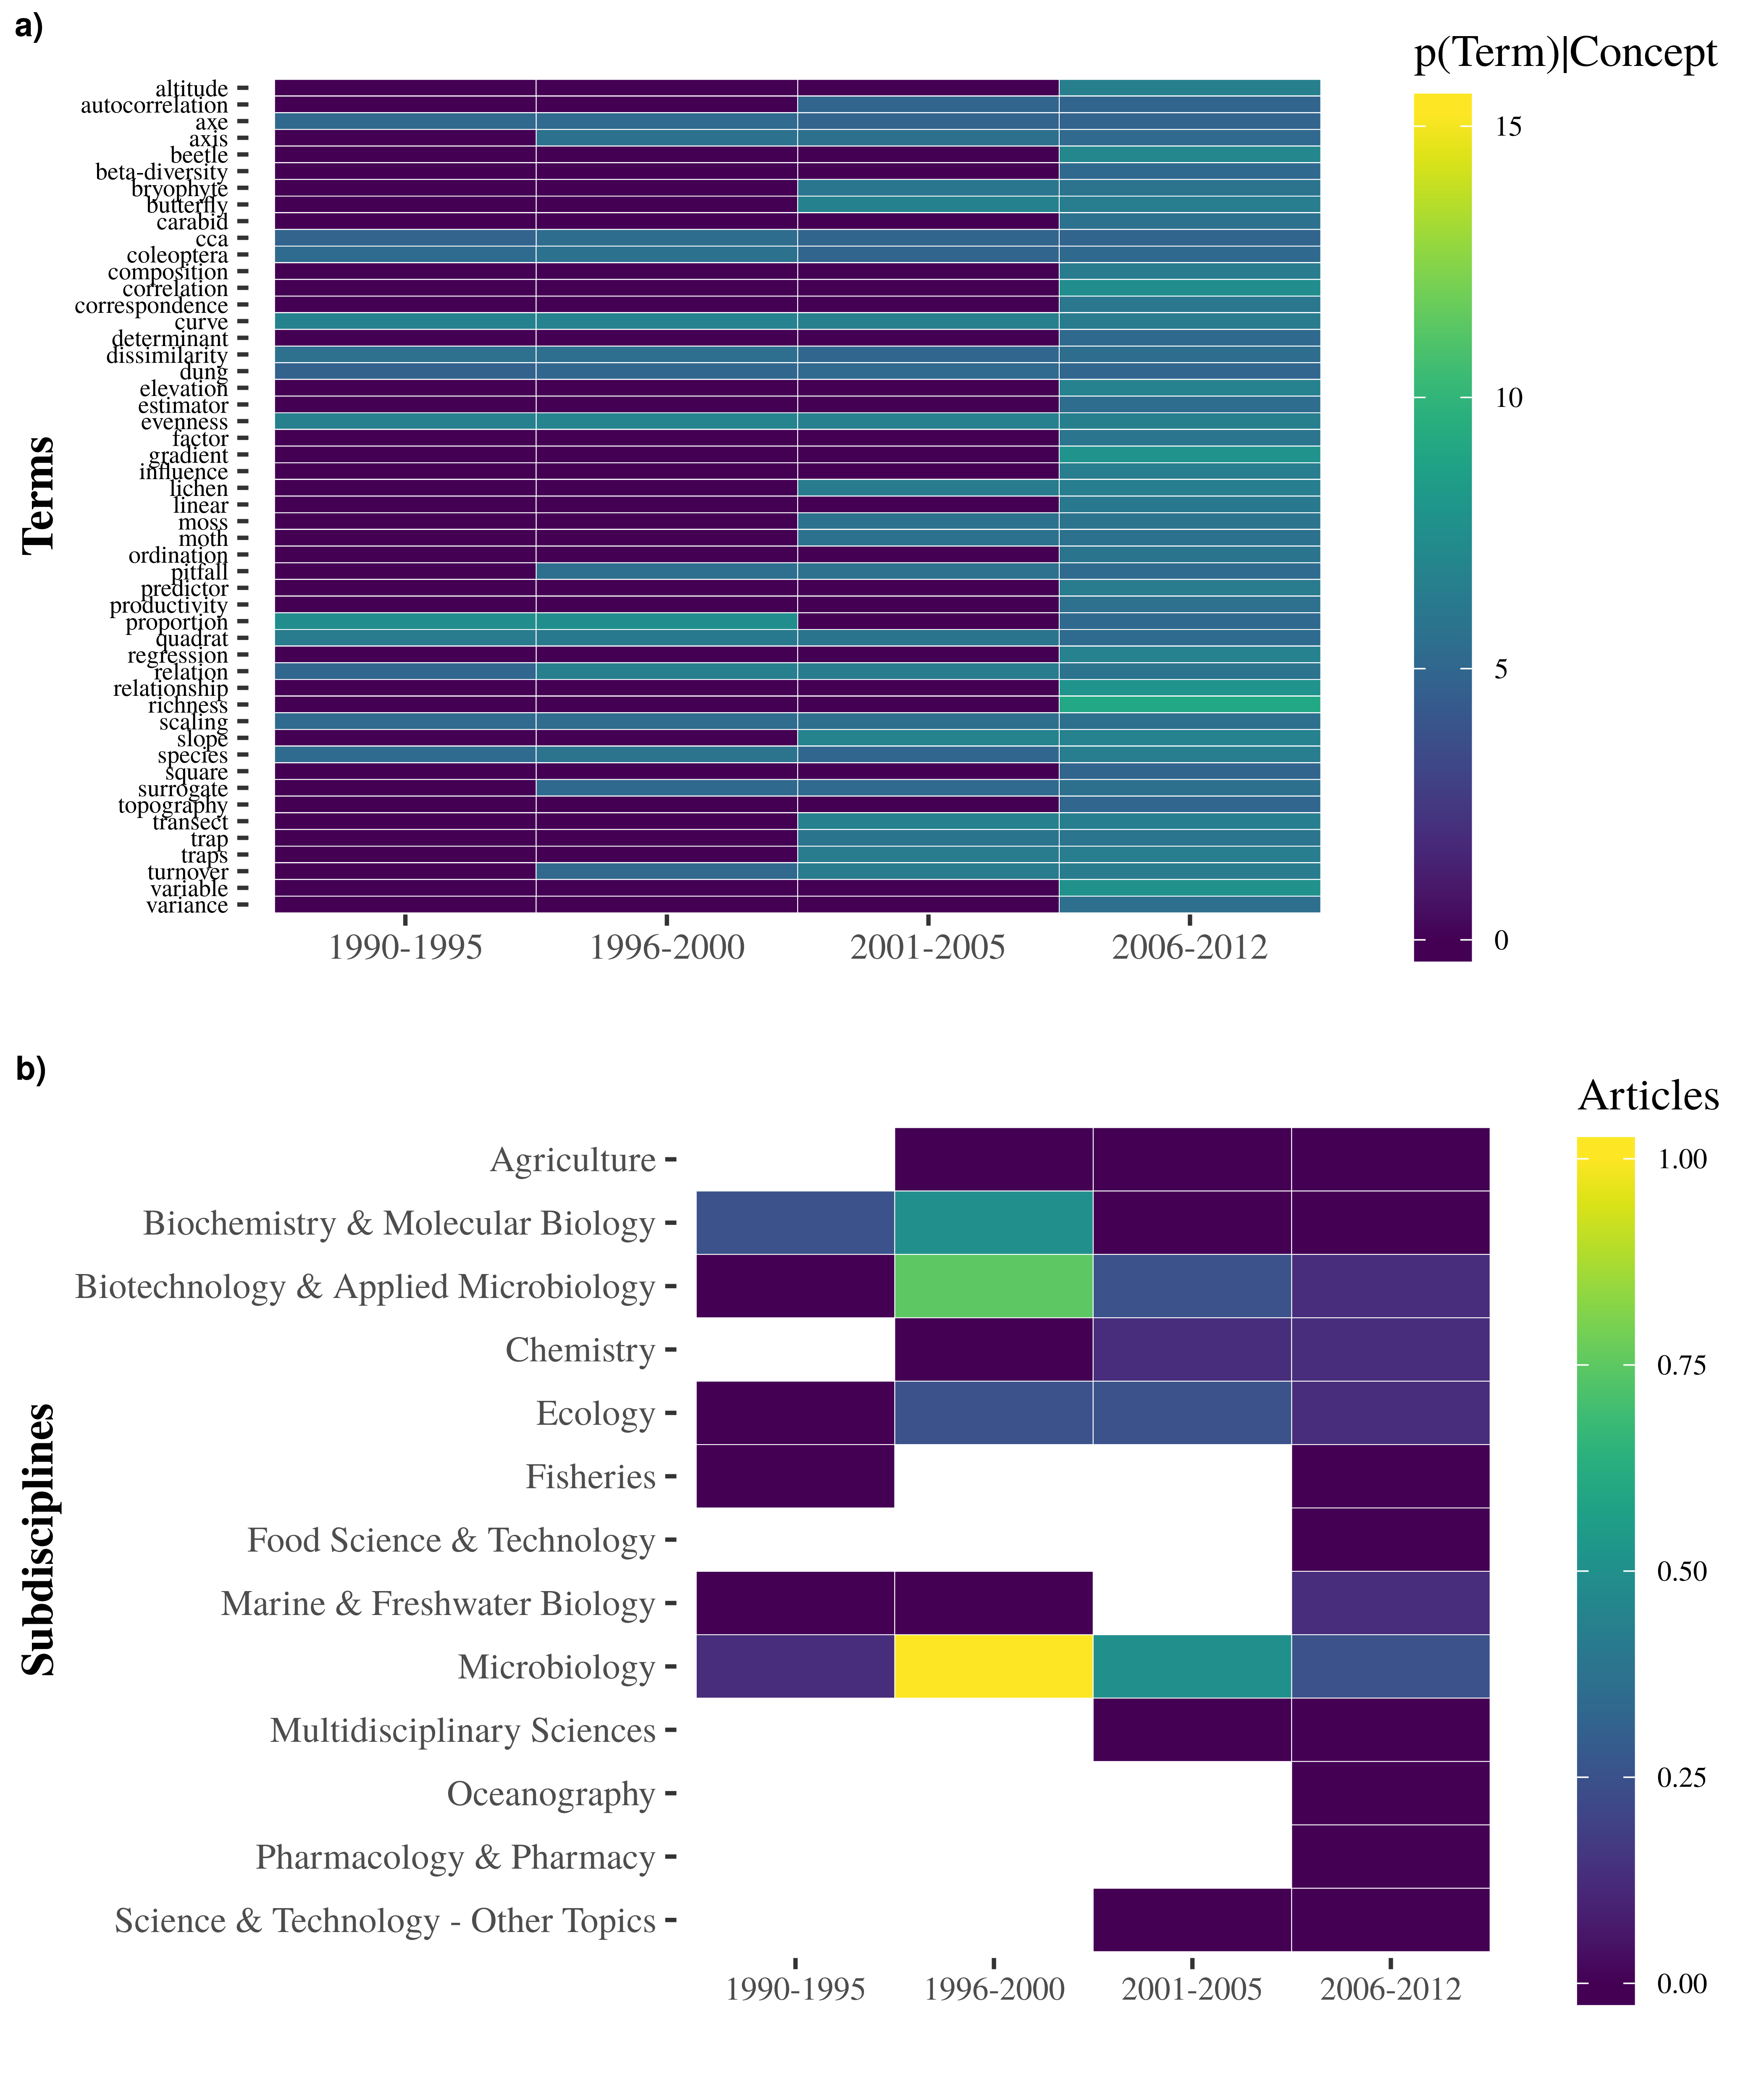 a)
p(Term)|Concept
Terms
altitude
autocorrelation
axe
axis
beetle
beta-diversity
bryophyte
butterfly
carabid
cca
coleoptera
composition
correlation
correspondence
curve
determinant
dissimilarity
dung
elevation
estimator
evenness
factor
gradient
influence
lichen
linear
moss
moth
ordination
pitfall
predictor
productivity
proportion
quadrat
regression
relation
relationship
richness
scaling
slope
species
square
surrogate
topography
transect
trap
traps
turnover
variable
variance
1990-1995 1996-2000 2001-2005 2006-2012
15
10
5
0
b)
Articles
Subdisciplines
Agriculture
Biochemistry & Molecular Biology
Biotechnology & Applied Microbiology
Chemistry
Ecology
Fisheries
Food Science & Technology
Marine & Freshwater Biology
Microbiology
Multidisciplinary Sciences
Oceanography
Pharmacology & Pharmacy
Science & Technology - Other Topics
1990-1995 1996-2000 2001-2005 2006-2012
1.00
0.75
0.50
0.25
0.00